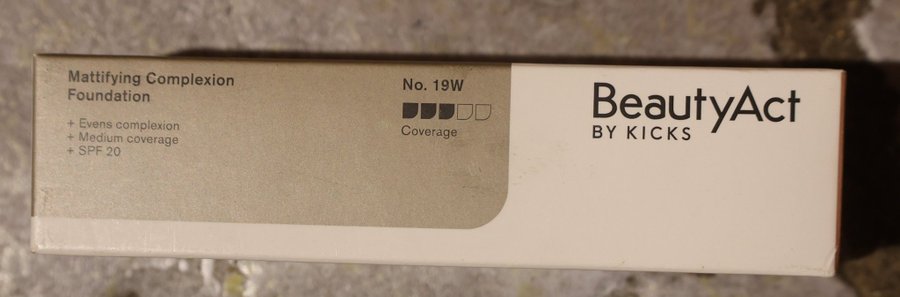 Mattifying Complexion
Foundation
+ Evens complexion
+ Medium coverage
+ SPF 20
No. 19W
Coverage
BeautyAct
BY KICKS